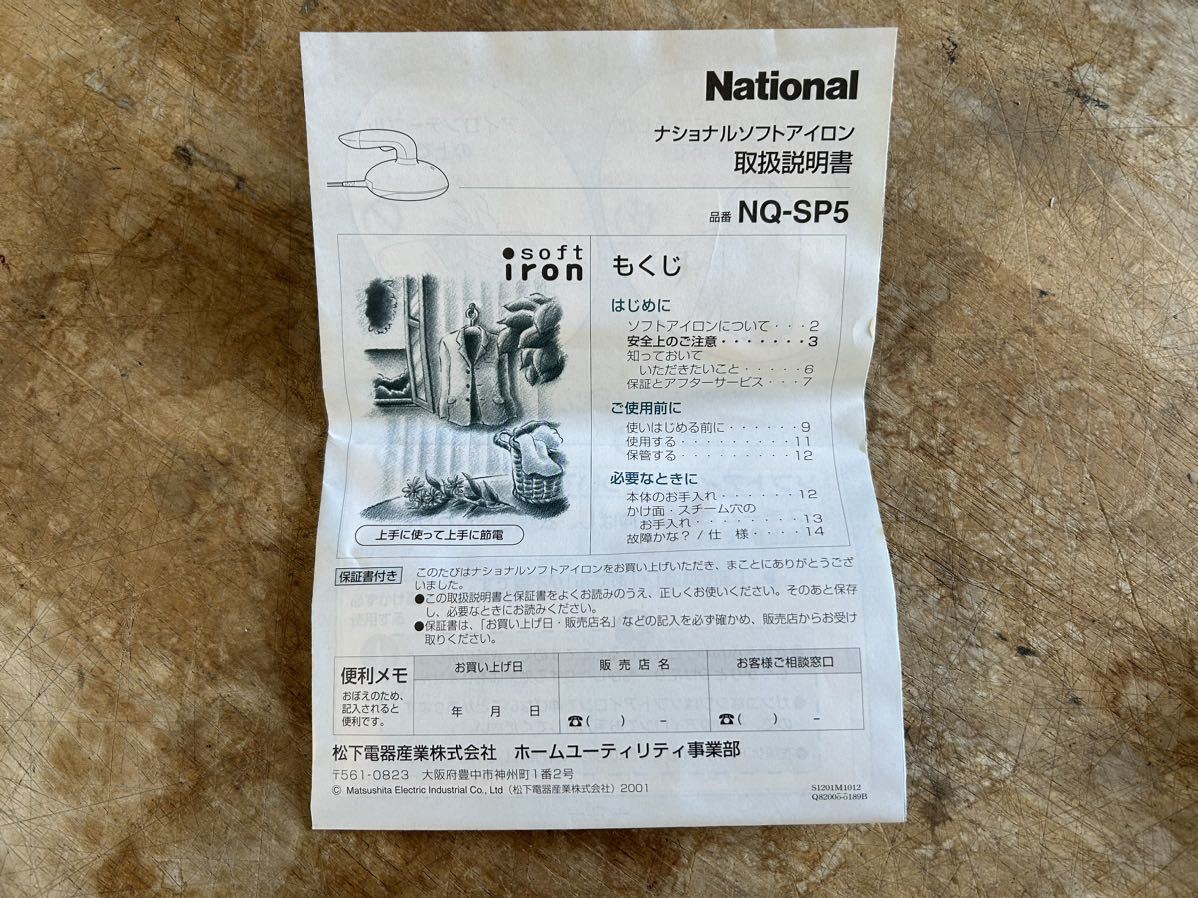 National
ナショナルソフトアイロン
取扱説明書
品番 NQ-SP5
soft
iron
上手に使って上手に節電
もくじ
はじめに
ソフトアイロンについて・・・2
安全上のご注意・・・・・・・3
知っておいて
いただきたいこと・・・・・6
保証とアフターサービス・・・7
ご使用前に
使いはじめる前に・・・・・・9
使用する・・・・・・・・・11
保管する・・・・・・・・・12
必要なときに
本体のお手入れ・・・・・・12
かけ面・スチーム穴の
お手入れ・・・・・・・・13
故障かな?/仕 様・・・・14
保証書付き
このたびはナショナルソフトアイロンをお買い上げいただき、まことにありがとうござ
いました。
●この取扱説明書と保証書をよくお読みのうえ、正しくお使いください。そのあと保存
し、必要なときにお読みください。
●保証書は、「お買い上げ日・販売店名」などの記入を必ず確かめ、販売店からお受け
取りください。
便利メモ
おぼえのため、
記入されると
便利です。
お買い上げ日
年 月 日
販売店名
☎( ) −
お客様ご相談窓口
☎( ) −
松下電器産業株式会社 ホームユーティリティ事業部
〒561-0823 大阪府豊中市神州町1番2号
© Matsushita Electric Industrial Co., Ltd(松下電器産業株式会社)2001
S1201M1012
Q82005-5189B